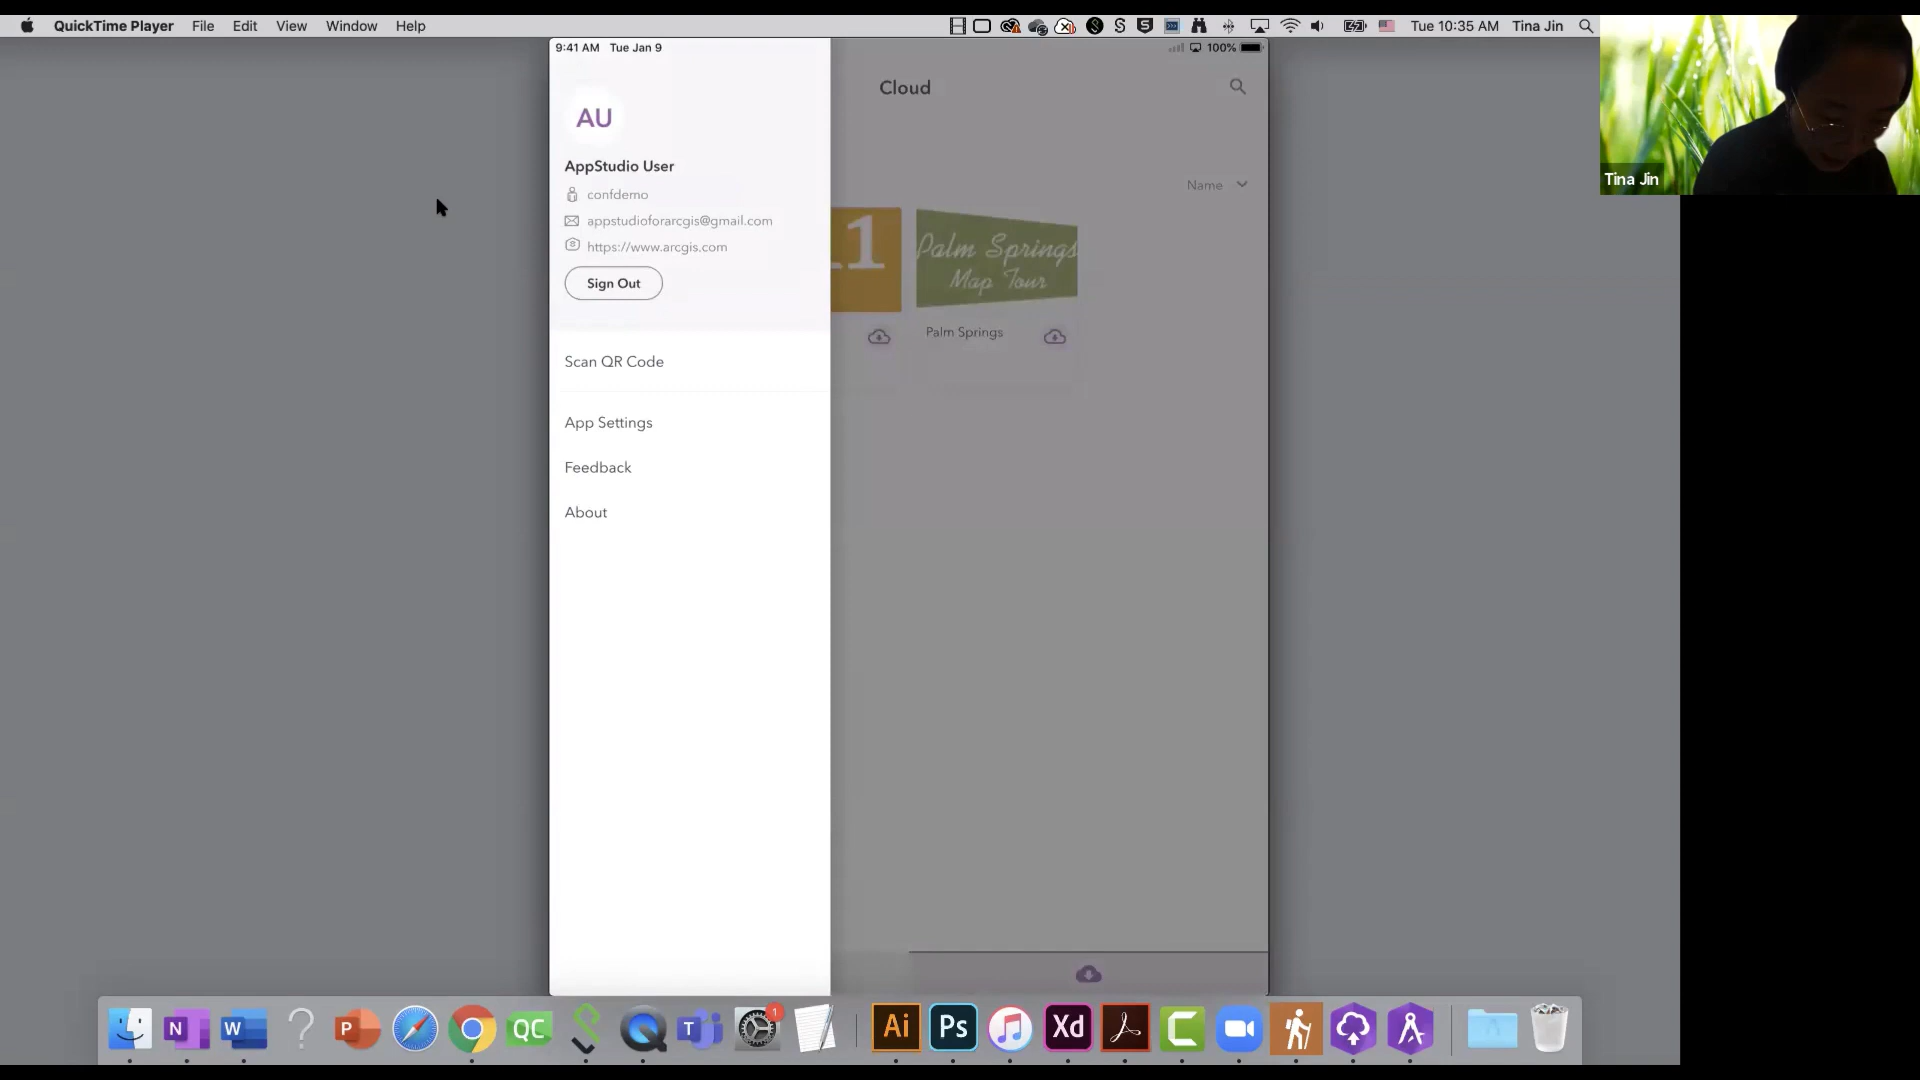 QuickTime Player File Edit View Window Help Tue 10:35 AM Tina Jin
9:41 AM Tue Jan 9 100%
Tina Jin
AU
AppStudio User
confdemo
appstudioforarcgis@gmail.com
https://www.arcgis.com
Sign Out
Scan QR Code
App Settings
Feedback
About
Cloud
Name
11
Palm Springs
Map Tour
Palm Springs
N W ? P QC T 1 Ai Ps Xd C